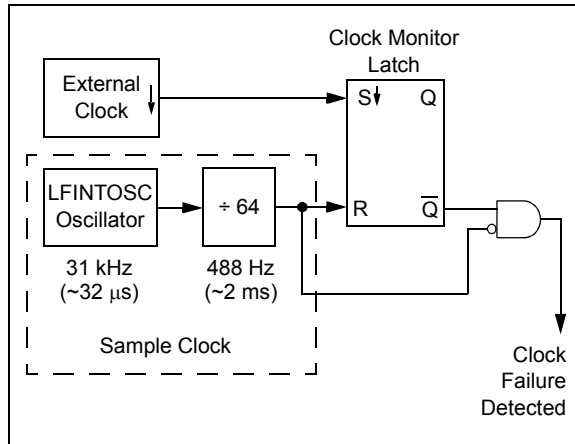 Clock Monitor
Latch
External
Clock
S
Q
LFINTOSC
Oscillator
÷ 64
R
Q̅
31 kHz
(~32 μs)
488 Hz
(~2 ms)
Sample Clock
Clock
Failure
Detected